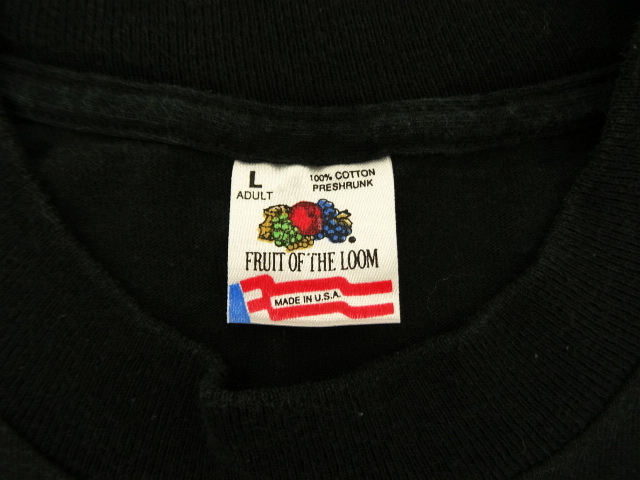 L
ADULT
100% COTTON
PRESHRUNK
FRUIT OF THE LOOM
MADE IN U.S.A.